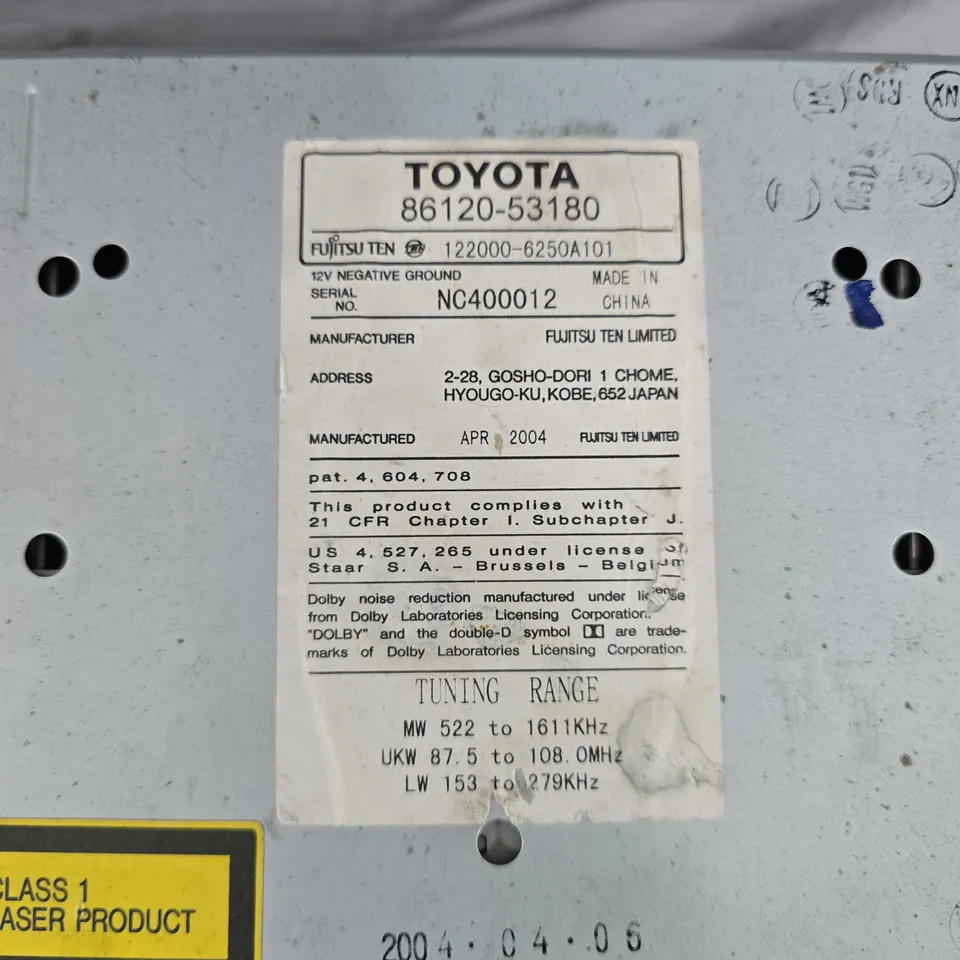 TOYOTA
86120-53180
FUJITSU TEN 122000-6250A101
12V NEGATIVE GROUND MADE IN
SERIAL NO. NC400012 CHINA
MANUFACTURER FUJITSU TEN LIMITED
ADDRESS 2-28, GOSHO-DORI 1 CHOME,
HYOUGO-KU, KOBE, 652 JAPAN
MANUFACTURED APR 2004 FUJITSU TEN LIMITED
pat. 4, 604, 708
This product complies with
21 CFR Chapter I. Subchapter J.
US 4, 527, 265 under license of
Staar S. A. – Brussels – Belgium
Dolby noise reduction manufactured under license
from Dolby Laboratories Licensing Corporation.
"DOLBY" and the double-D symbol are trade-
marks of Dolby Laboratories Licensing Corporation.
TUNING RANGE
MW 522 to 1611KHz
UKW 87.5 to 108.0MHz
LW 153 to 279KHz
CLASS 1
LASER PRODUCT
2004.04.06